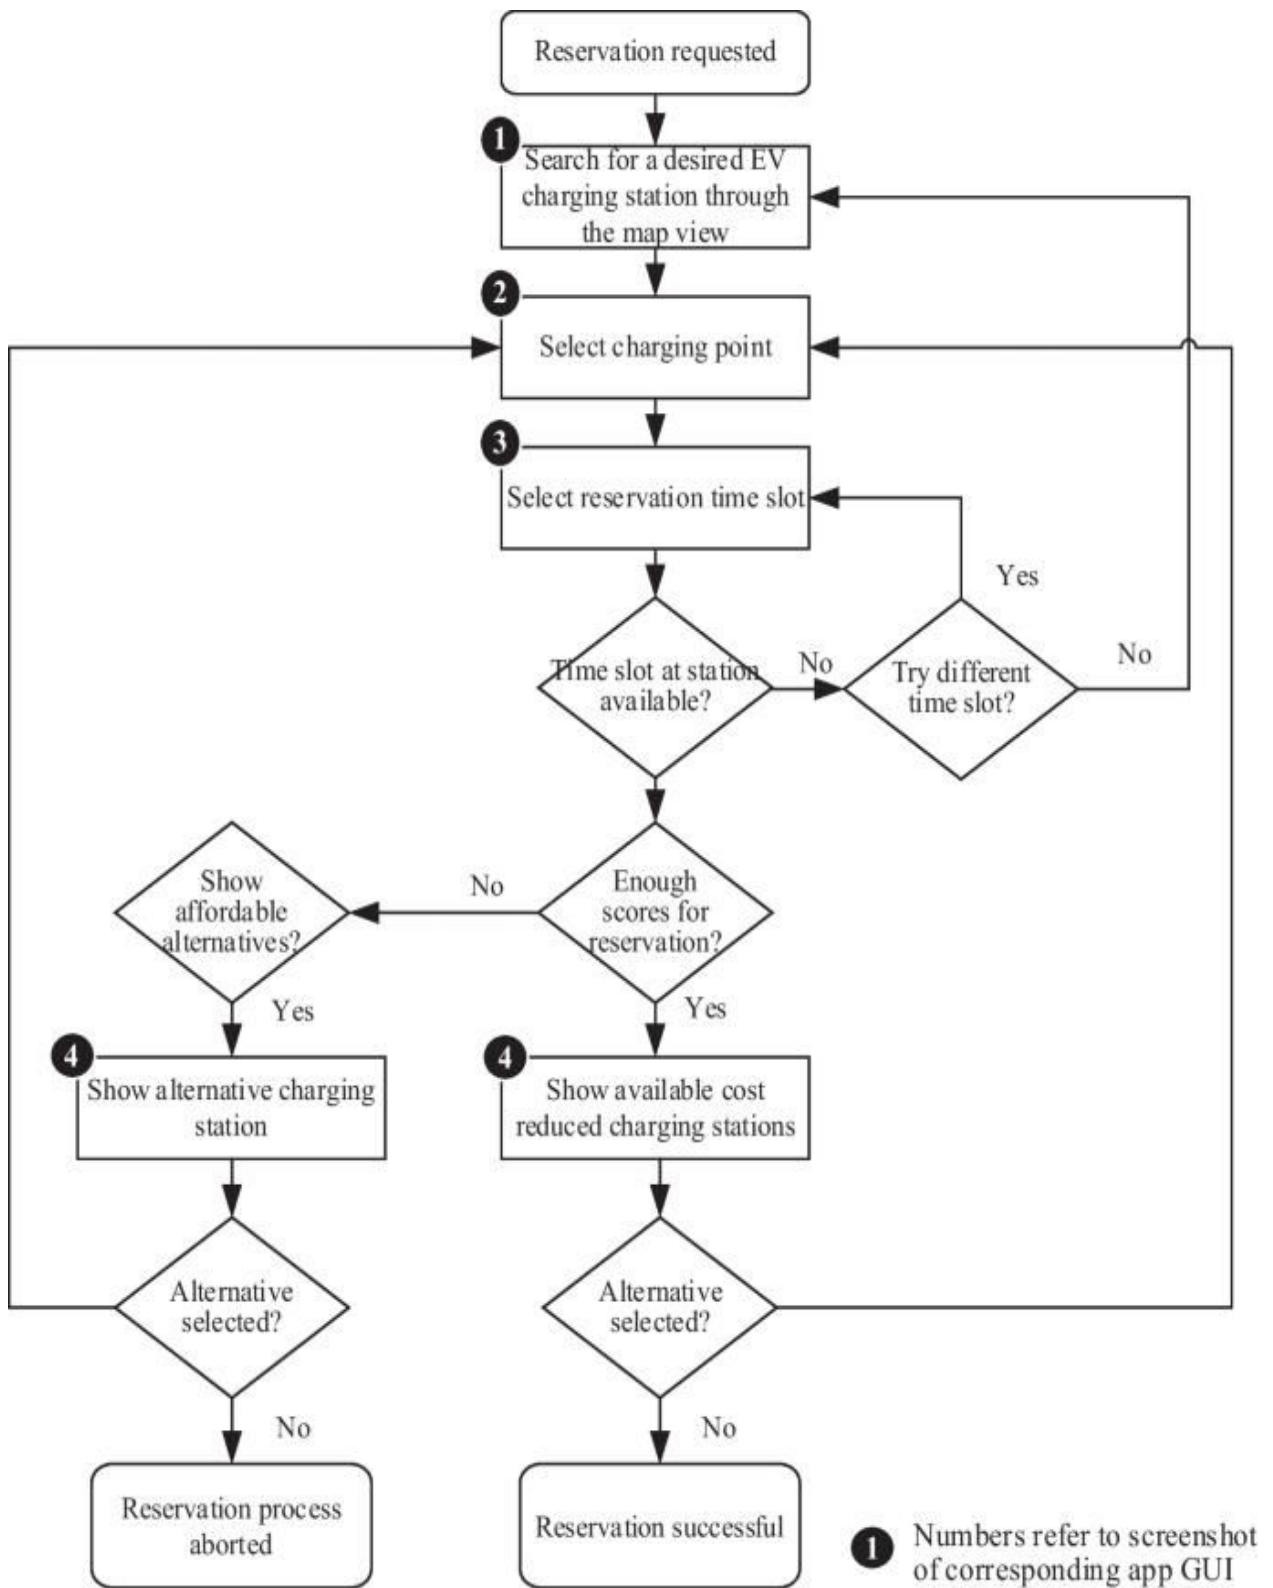 Reservation requested
1
Search for a desired EV
charging station through
the map view
2
Select charging point
3
Select reservation time slot
Yes
Time slot at station
available?
No
Try different
time slot?
No
Show
affordable
alternatives?
No
Enough
scores for
reservation?
Yes
Yes
4
Show alternative charging
station
4
Show available cost
reduced charging stations
Alternative
selected?
Alternative
selected?
No
No
Reservation process
aborted
Reservation successful
1
Numbers refer to screenshot
of corresponding app GUI